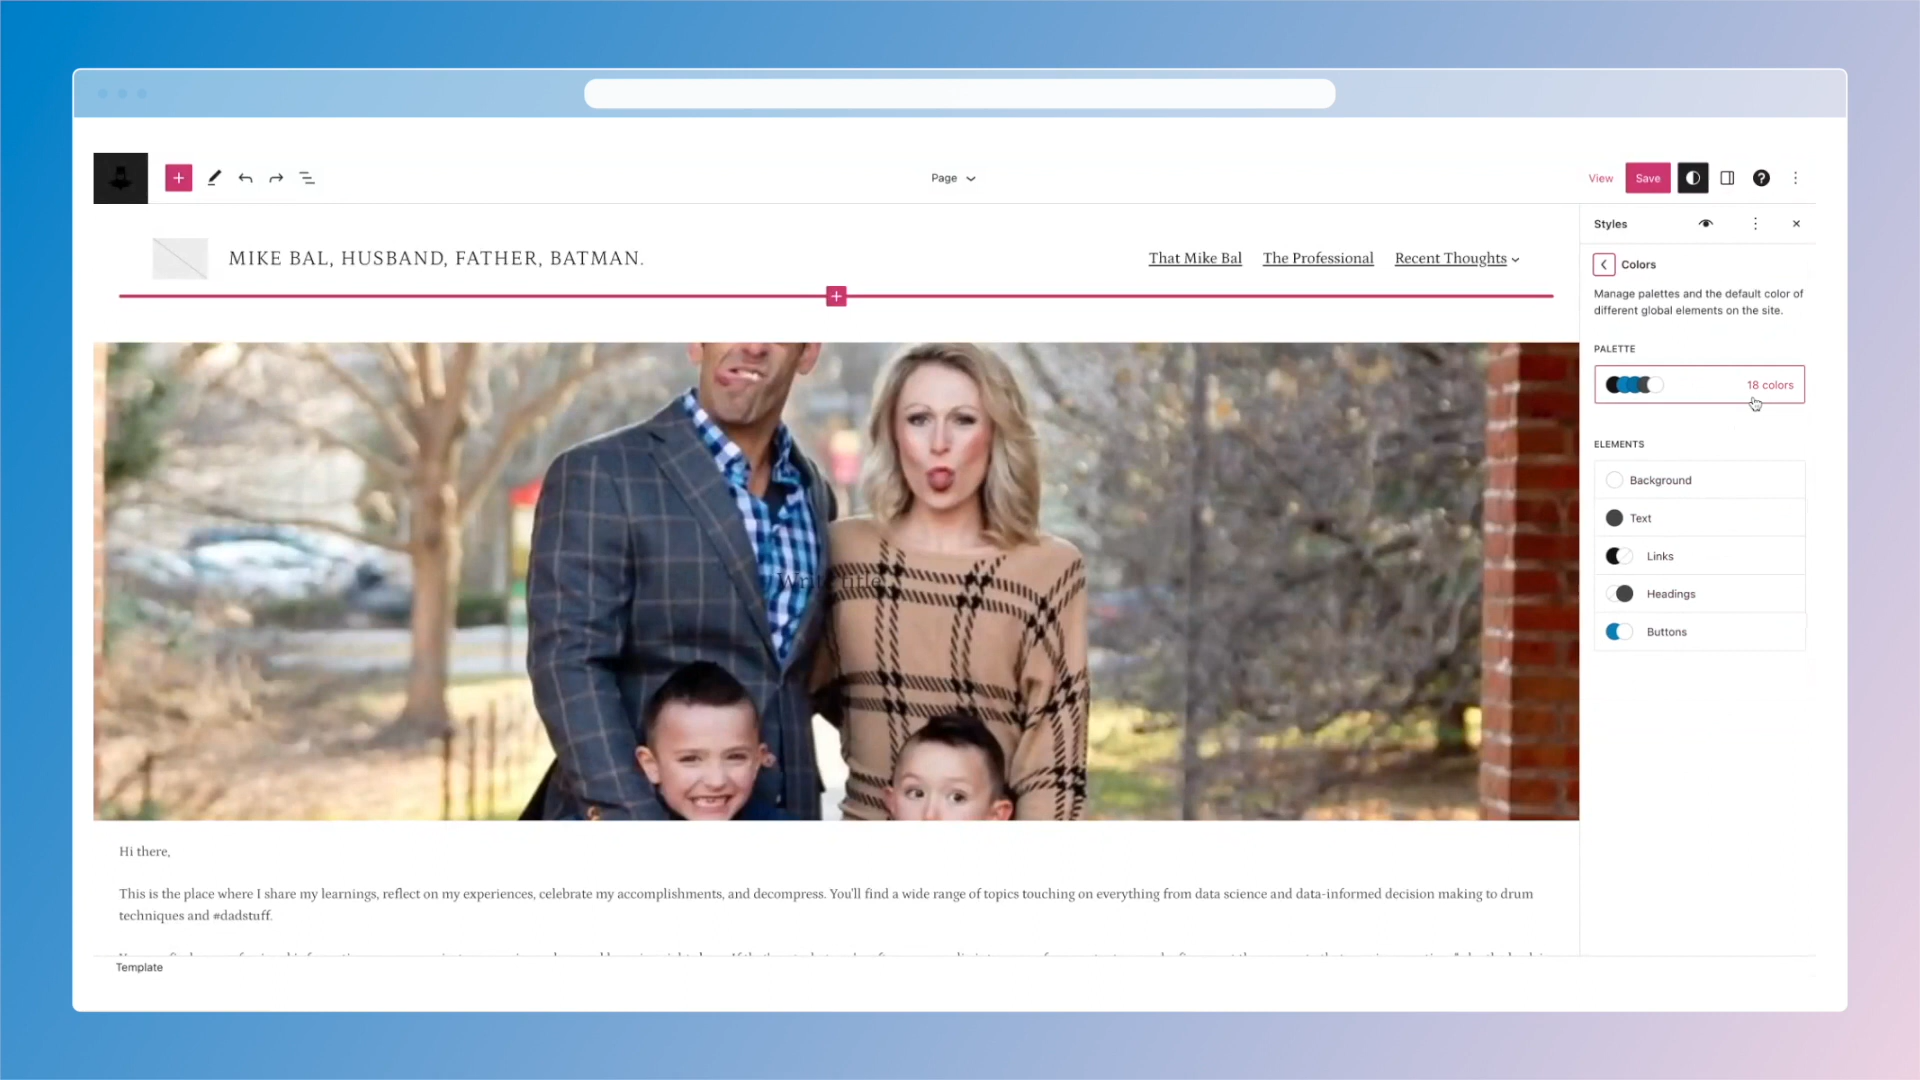 Page
View
Save
Styles
MIKE BAL, HUSBAND, FATHER, BATMAN.
That Mike Bal
The Professional
Recent Thoughts
Colors
Manage palettes and the default color of
different global elements on the site.
PALETTE
18 colors
ELEMENTS
Background
Text
Links
Headings
Buttons
Write title
Hi there,
This is the place where I share my learnings, reflect on my experiences, celebrate my accomplishments, and decompress. You'll find a wide range of topics touching on everything from data science and data-informed decision making to drum
techniques and #dadstuff.
Template